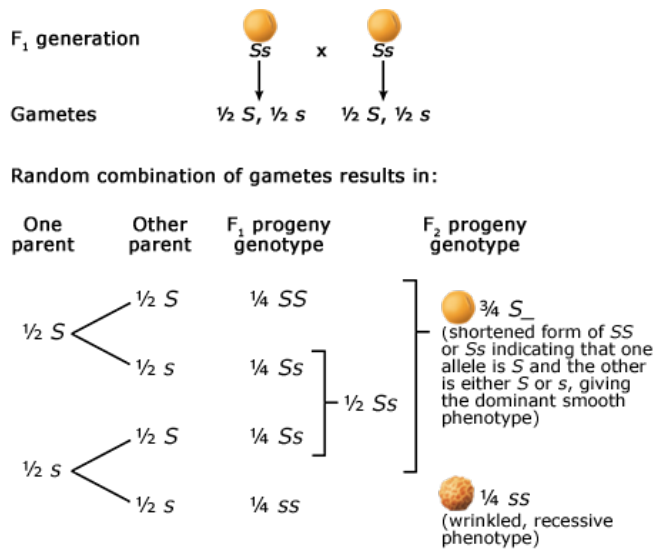 F₁ generation
Ss x Ss
Gametes ½ S, ½ s ½ S, ½ s
Random combination of gametes results in:
One parent
Other parent
F₁ progeny genotype
F₂ progeny genotype
½ S
½ S
¼ SS
½ s
¼ Ss
½ Ss
½ s
½ S
¼ Ss
½ s
¼ ss
¾ S_
(shortened form of SS
or Ss indicating that one
allele is S and the other
is either S or s, giving
the dominant smooth
phenotype)
¼ ss
(wrinkled, recessive
phenotype)